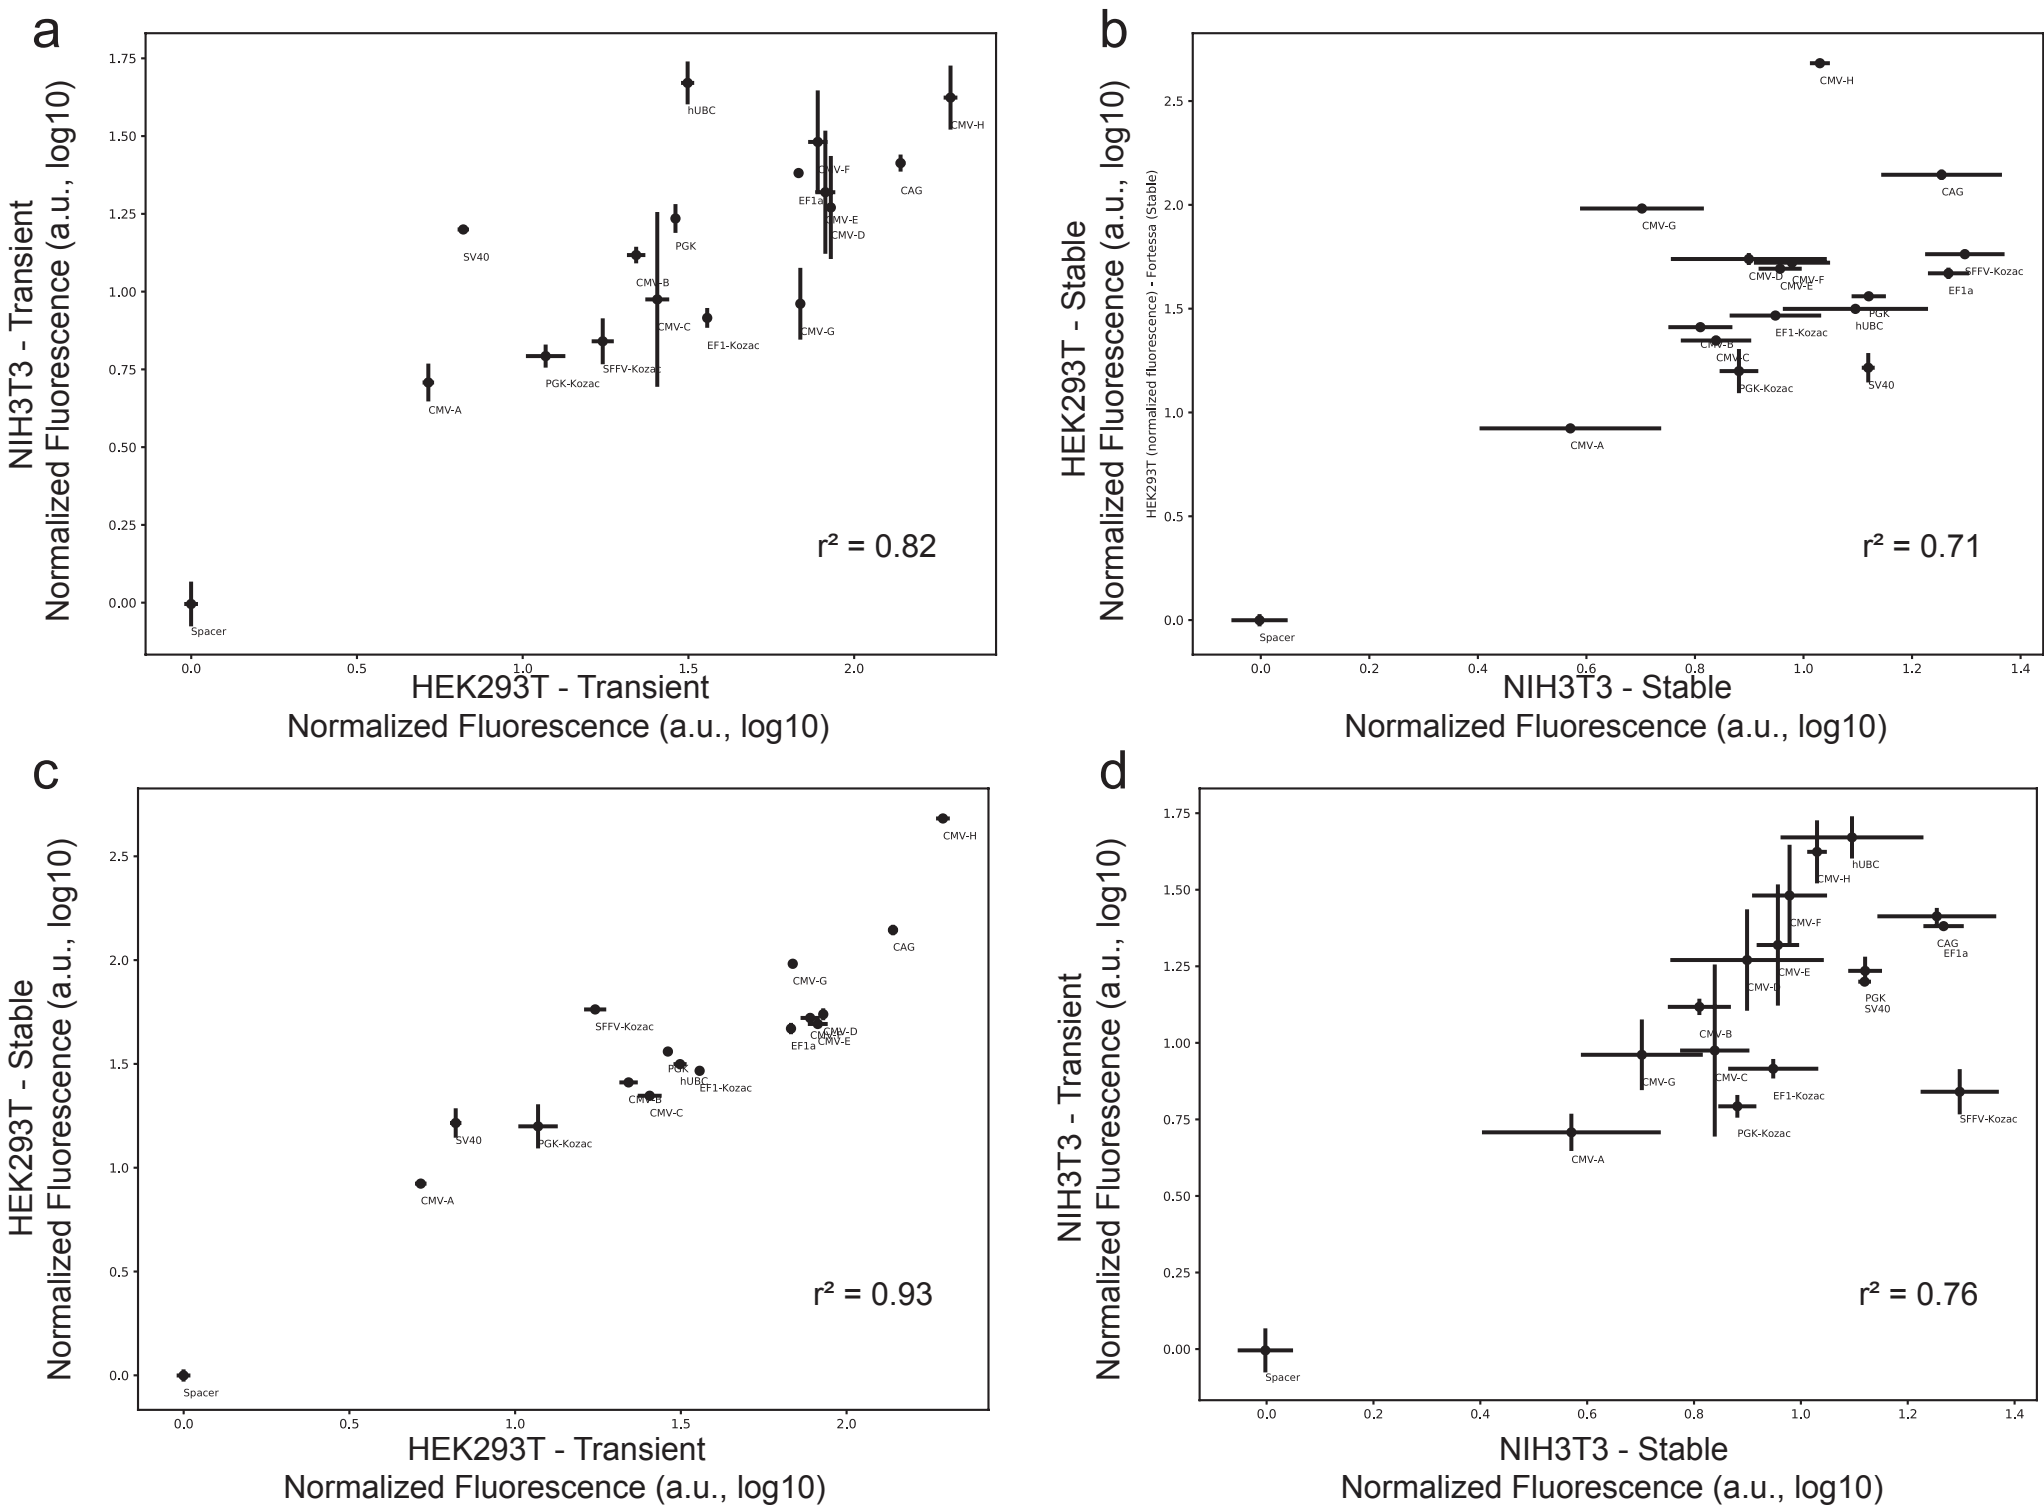 a
NIH3T3 - Transient
Normalized Fluorescence (a.u., log10)
1.75
1.50
1.25
1.00
0.75
0.50
0.25
0.00
hUBC
CMV-H
CMV-F
CAG
EF1a
CMV-E
CMV-D
SV40
PGK
CMV-B
CMV-C
CMV-G
EF1-Kozac
SFFV-Kozac
PGK-Kozac
CMV-A
Spacer
r² = 0.82
0.0 0.5 1.0 1.5 2.0
HEK293T - Transient
Normalized Fluorescence (a.u., log10)
b
HEK293T - Stable
Normalized Fluorescence (a.u., log10)
HEK293T (normalized fluorescence) - Fortessa (Stable)
2.5
2.0
1.5
1.0
0.5
0.0
CMV-H
CAG
CMV-G
SFFV-Kozac
CMV-D
CMV-F
CMV-E
EF1a
PGK
hUBC
EF1-Kozac
CMV-B
CMV-C
PGK-Kozac
SV40
CMV-A
Spacer
r² = 0.71
0.0 0.2 0.4 0.6 0.8 1.0 1.2 1.4
NIH3T3 - Stable
Normalized Fluorescence (a.u., log10)
c
HEK293T - Stable
Normalized Fluorescence (a.u., log10)
2.5
2.0
1.5
1.0
0.5
0.0
CMV-H
CAG
CMV-G
SFFV-Kozac
CMV-D
CMV-F
CMV-E
EF1a
PGK
hUBC
EF1-Kozac
CMV-B
CMV-C
SV40
PGK-Kozac
CMV-A
Spacer
r² = 0.93
0.0 0.5 1.0 1.5 2.0
HEK293T - Transient
Normalized Fluorescence (a.u., log10)
d
NIH3T3 - Transient
Normalized Fluorescence (a.u., log10)
1.75
1.50
1.25
1.00
0.75
0.50
0.25
0.00
hUBC
CMV-H
CMV-F
CAG
EF1a
CMV-E
CMV-D
PGK
SV40
CMV-B
CMV-C
CMV-G
EF1-Kozac
SFFV-Kozac
PGK-Kozac
CMV-A
Spacer
r² = 0.76
0.0 0.2 0.4 0.6 0.8 1.0 1.2 1.4
NIH3T3 - Stable
Normalized Fluorescence (a.u., log10)